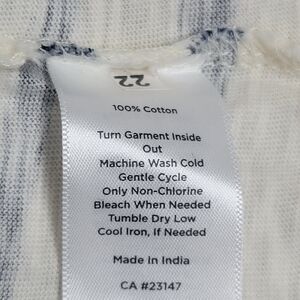 22
100% Cotton
Turn Garment Inside
Out
Machine Wash Cold
Gentle Cycle
Only Non-Chlorine
Bleach When Needed
Tumble Dry Low
Cool Iron, if Needed
Made in India
CA #23147